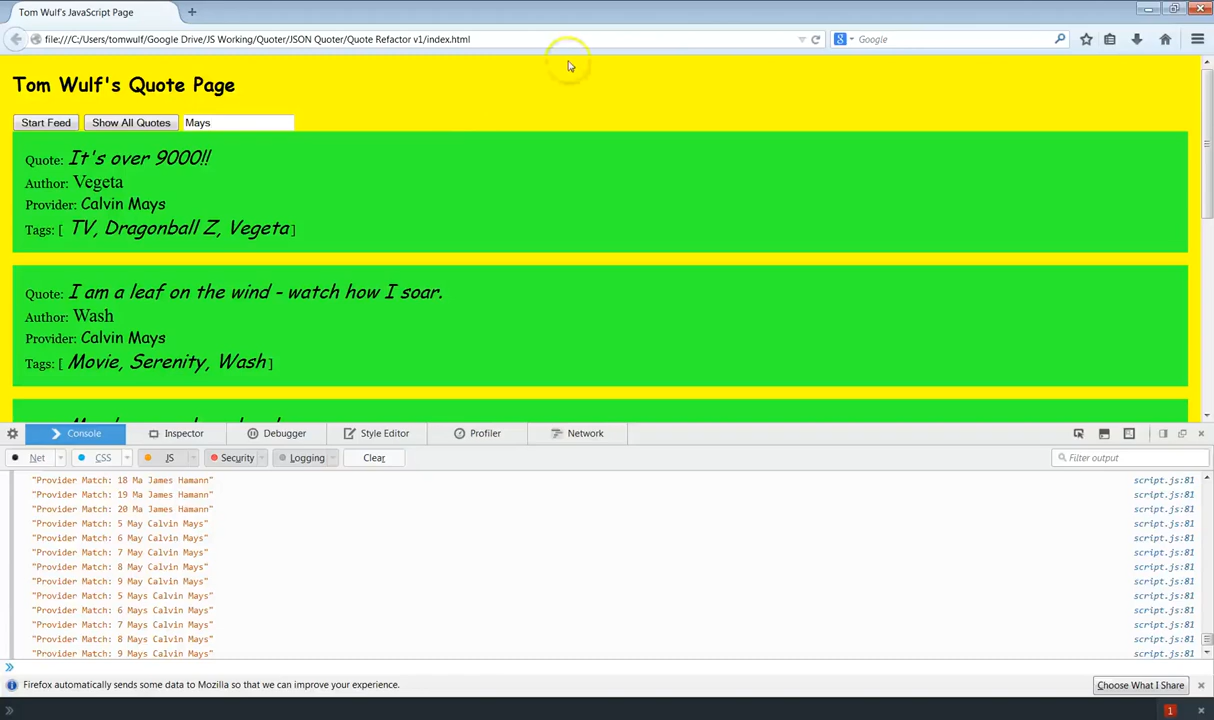 Tom Wulf's JavaScript Page
file:///C:/Users/tomwulf/Google Drive/JS Working/Quoter/JSON Quoter/Quote Refactor v1/index.html
Google
Tom Wulf's Quote Page
Start Feed Show All Quotes Mays
Quote: It's over 9000!!
Author: Vegeta
Provider: Calvin Mays
Tags: [ TV, Dragonball Z, Vegeta]
Quote: I am a leaf on the wind - watch how I soar.
Author: Wash
Provider: Calvin Mays
Tags: [ Movie, Serenity, Wash]
Console Inspector Debugger Style Editor Profiler Network
Net CSS JS Security Logging Clear Filter output
"Provider Match: 18 Ma James Hamann" script.js:81
"Provider Match: 19 Ma James Hamann" script.js:81
"Provider Match: 20 Ma James Hamann" script.js:81
"Provider Match: 5 May Calvin Mays" script.js:81
"Provider Match: 6 May Calvin Mays" script.js:81
"Provider Match: 7 May Calvin Mays" script.js:81
"Provider Match: 8 May Calvin Mays" script.js:81
"Provider Match: 9 May Calvin Mays" script.js:81
"Provider Match: 5 Mays Calvin Mays" script.js:81
"Provider Match: 6 Mays Calvin Mays" script.js:81
"Provider Match: 7 Mays Calvin Mays" script.js:81
"Provider Match: 8 Mays Calvin Mays" script.js:81
"Provider Match: 9 Mays Calvin Mays" script.js:81
Firefox automatically sends some data to Mozilla so that we can improve your experience. Choose What I Share
1